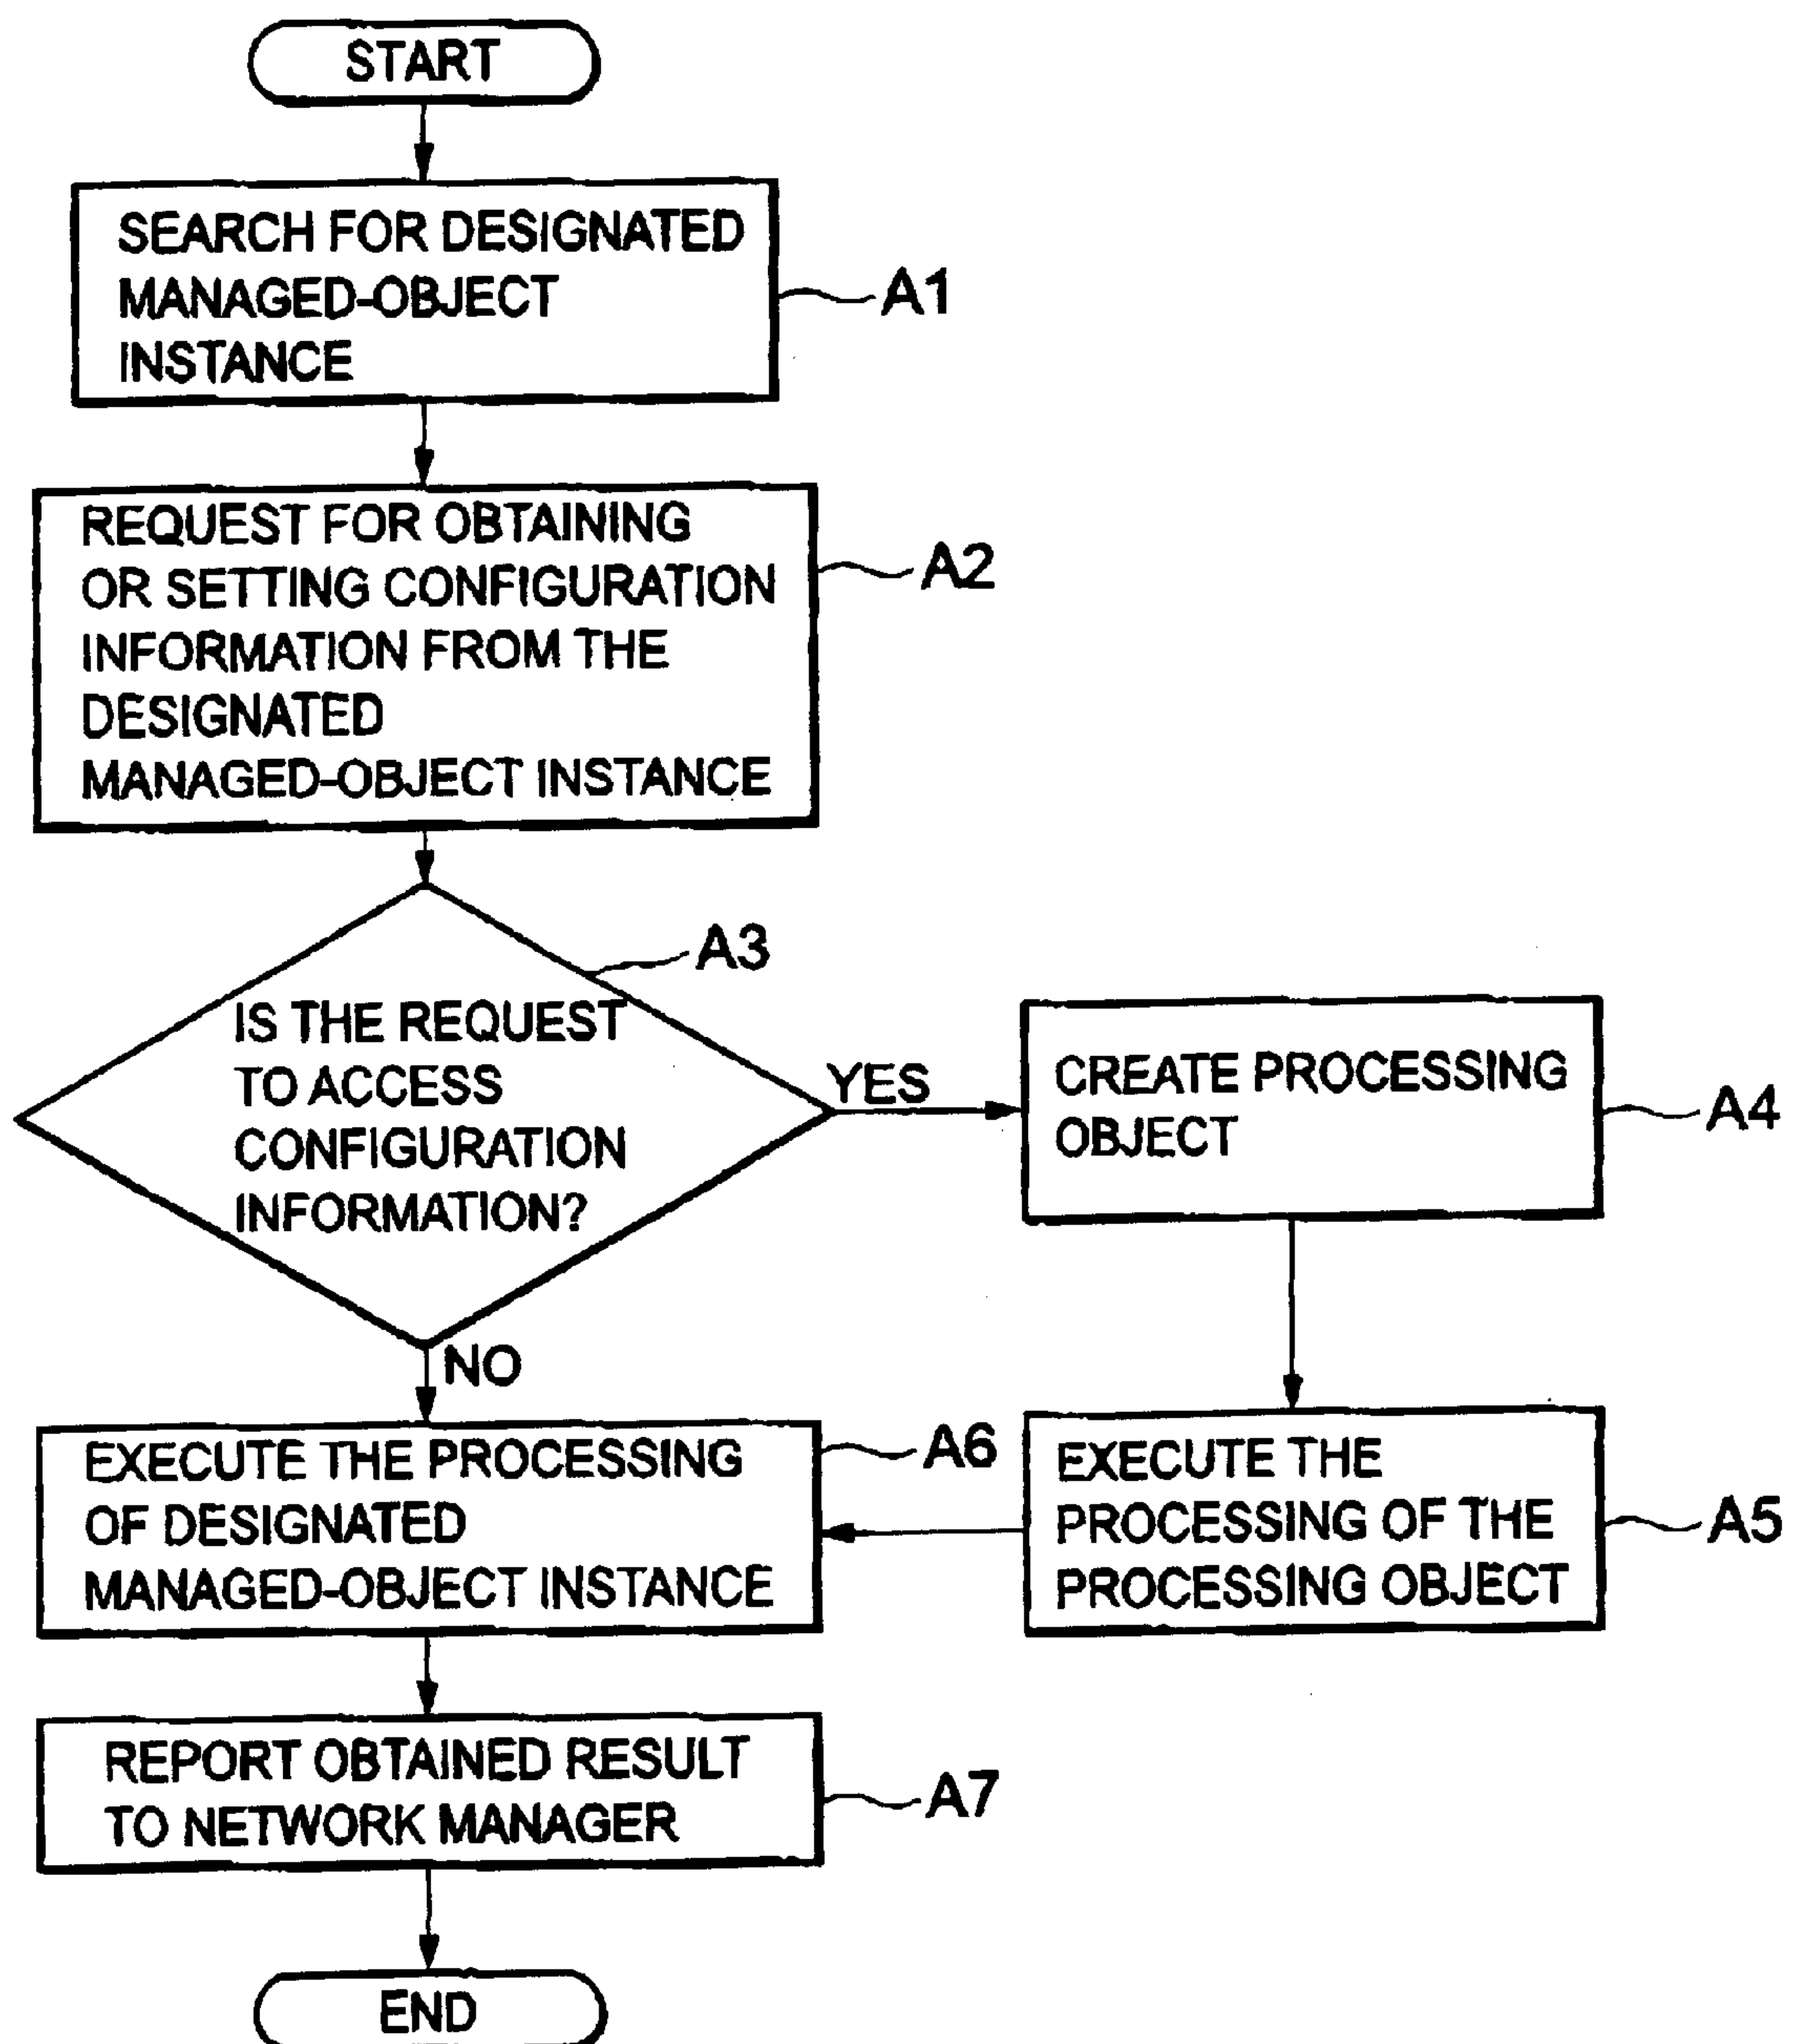 START
SEARCH FOR DESIGNATED
MANAGED-OBJECT
INSTANCE
A1
REQUEST FOR OBTAINING
OR SETTING CONFIGURATION
INFORMATION FROM THE
DESIGNATED
MANAGED-OBJECT INSTANCE
A2
A3
IS THE REQUEST
TO ACCESS
CONFIGURATION
INFORMATION?
YES
CREATE PROCESSING
OBJECT
A4
NO
EXECUTE THE PROCESSING
OF DESIGNATED
MANAGED-OBJECT INSTANCE
A6
EXECUTE THE
PROCESSING OF THE
PROCESSING OBJECT
A5
REPORT OBTAINED RESULT
TO NETWORK MANAGER
A7
END